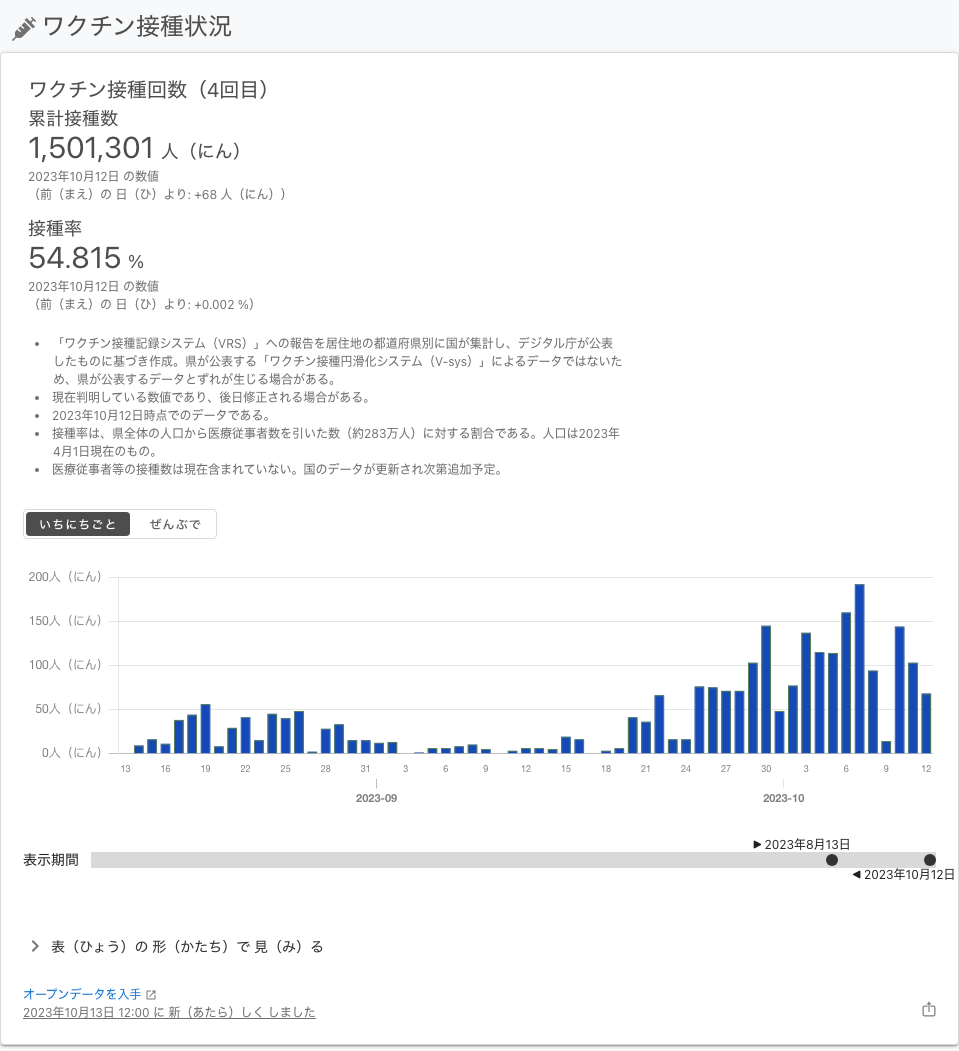 ワクチン接種状況
ワクチン接種回数（4回目）
累計接種数
1,501,301 人（にん）
2023年10月12日 の数値
（前（まえ）の 日（ひ）より: +68 人（にん））
接種率
54.815 %
2023年10月12日 の数値
（前（まえ）の 日（ひ）より: +0.002 %）
• 「ワクチン接種記録システム（VRS）」への報告を居住地の都道府県別に国が集計し、デジタル庁が公表
したものに基づき作成。県が公表する「ワクチン接種円滑化システム（V-sys）」によるデータではないた
め、県が公表するデータとずれが生じる場合がある。
• 現在判明している数値であり、後日修正される場合がある。
• 2023年10月12日時点でのデータである。
• 接種率は、県全体の人口から医療従事者数を引いた数（約283万人）に対する割合である。人口は2023年
4月1日現在のもの。
• 医療従事者等の接種数は現在含まれていない。国のデータが更新され次第追加予定。
いちにちごと ぜんぶで
200人（にん）
150人（にん）
100人（にん）
50人（にん）
0人（にん）
13 16 19 22 25 28 31 3 6 9 12 15 18 21 24 27 30 3 6 9 12
2023-09 2023-10
▶ 2023年8月13日
表示期間
◀ 2023年10月12日
表（ひょう）の 形（かたち）で 見（み）る
オープンデータを入手
2023年10月13日 12:00 に 新（あたら）しく しました